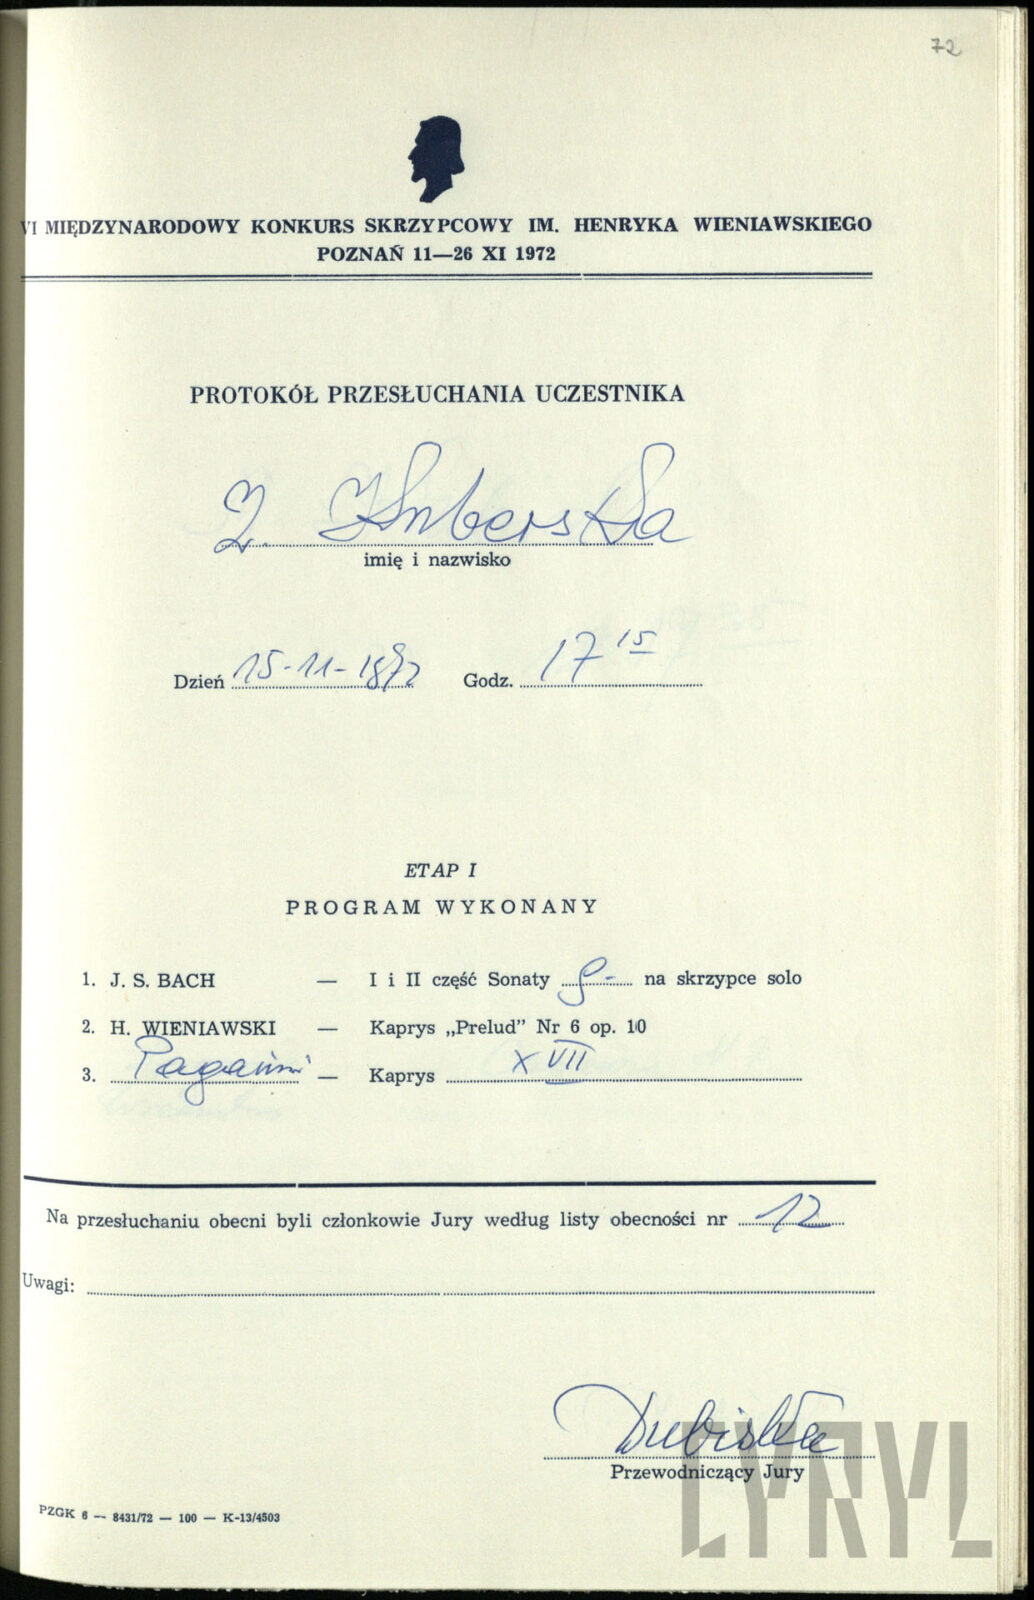 72
VI MIĘDZYNARODOWY KONKURS SKRZYPCOWY IM. HENRYKA WIENIAWSKIEGO
POZNAŃ 11—26 XI 1972
PROTOKÓŁ PRZESŁUCHANIA UCZESTNIKA
Kuberska
imię i nazwisko
Dzień 15-11-1972 Godz. 17 15
ETAP I
PROGRAM WYKONANY
1. J. S. BACH — I i II część Sonaty g- na skrzypce solo
2. H. WIENIAWSKI — Kaprys „Prelud” Nr 6 op. 10
3. Paganini — Kaprys XVII
Na przesłuchaniu obecni byli członkowie Jury według listy obecności nr 12
Uwagi:
Dubiska
Przewodniczący Jury
PZGK 6 — 8431/72 — 100 — K-13/4503
CYRYL